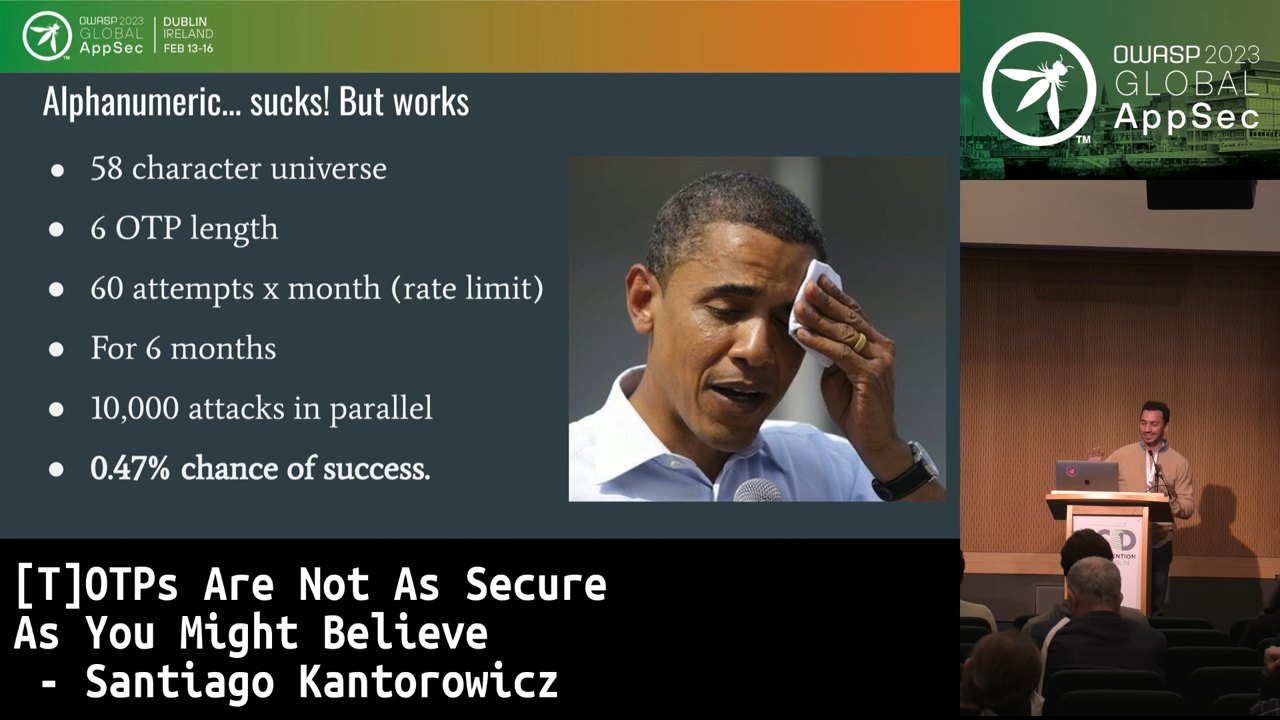 OWASP 2023
GLOBAL
AppSec
DUBLIN
IRELAND
FEB 13-16
TM
Alphanumeric... sucks! But works
● 58 character universe
● 6 OTP length
● 60 attempts x month (rate limit)
● For 6 months
● 10,000 attacks in parallel
● 0.47% chance of success.
[T]OTPs Are Not As Secure
As You Might Believe
- Santiago Kantorowicz
OWASP 2023
GLOBAL
AppSec
TM